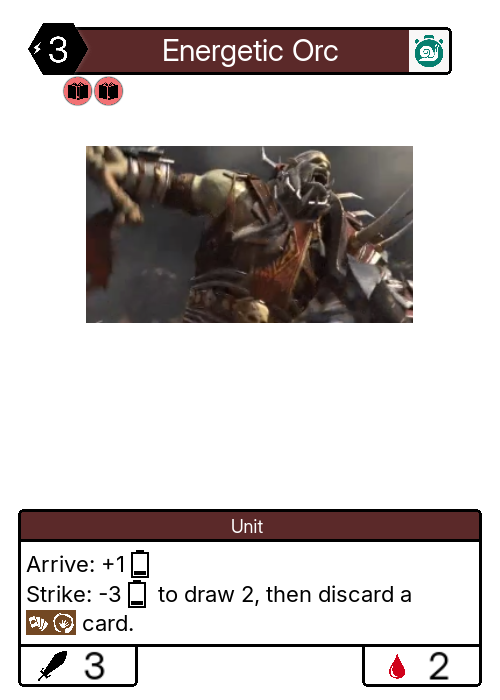 3
Energetic Orc
Unit
Arrive: +1
Strike: -3 to draw 2, then discard a
card.
3
2